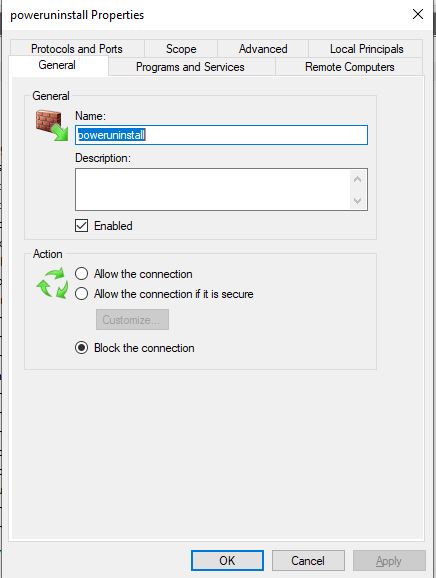 poweruninstall Properties
Protocols and Ports Scope Advanced Local Principals
General Programs and Services Remote Computers
General
Name:
poweruninstall
Description:
Enabled
Action
Allow the connection
Allow the connection if it is secure
Customize...
Block the connection
OK Cancel Apply